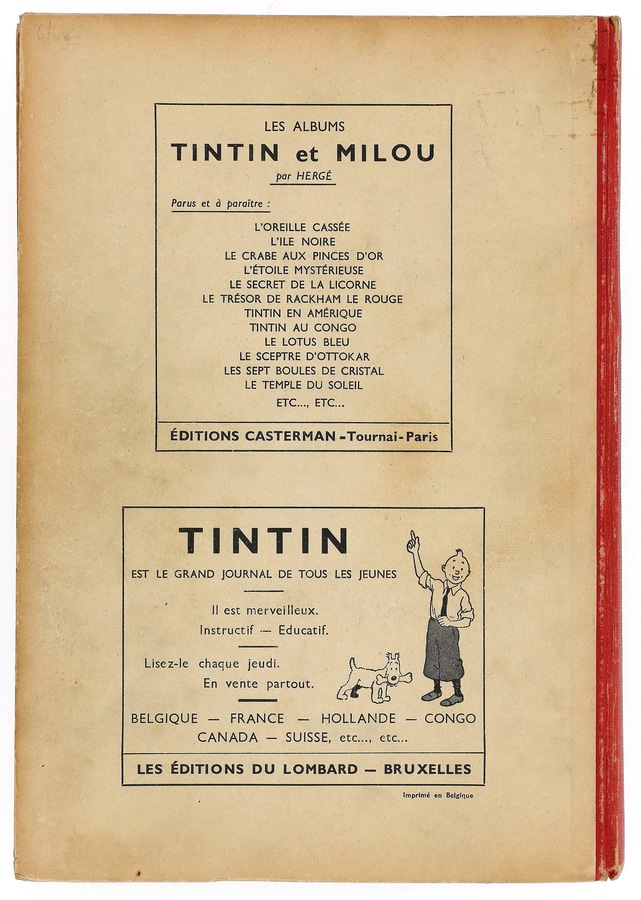 LES ALBUMS
TINTIN et MILOU
par HERGÉ
Parus et à paraître :
L'OREILLE CASSÉE
L'ILE NOIRE
LE CRABE AUX PINCES D'OR
L'ÉTOILE MYSTÉRIEUSE
LE SECRET DE LA LICORNE
LE TRÉSOR DE RACKHAM LE ROUGE
TINTIN EN AMÉRIQUE
TINTIN AU CONGO
LE LOTUS BLEU
LE SCEPTRE D'OTTOKAR
LES SEPT BOULES DE CRISTAL
LE TEMPLE DU SOLEIL
ETC..., ETC...
ÉDITIONS CASTERMAN - Tournai - Paris
TINTIN
EST LE GRAND JOURNAL DE TOUS LES JEUNES
Il est merveilleux.
Instructif — Educatif.
Lisez-le chaque jeudi.
En vente partout.
BELGIQUE — FRANCE — HOLLANDE — CONGO
CANADA — SUISSE, etc..., etc...
LES ÉDITIONS DU LOMBARD — BRUXELLES
Imprimé en Belgique